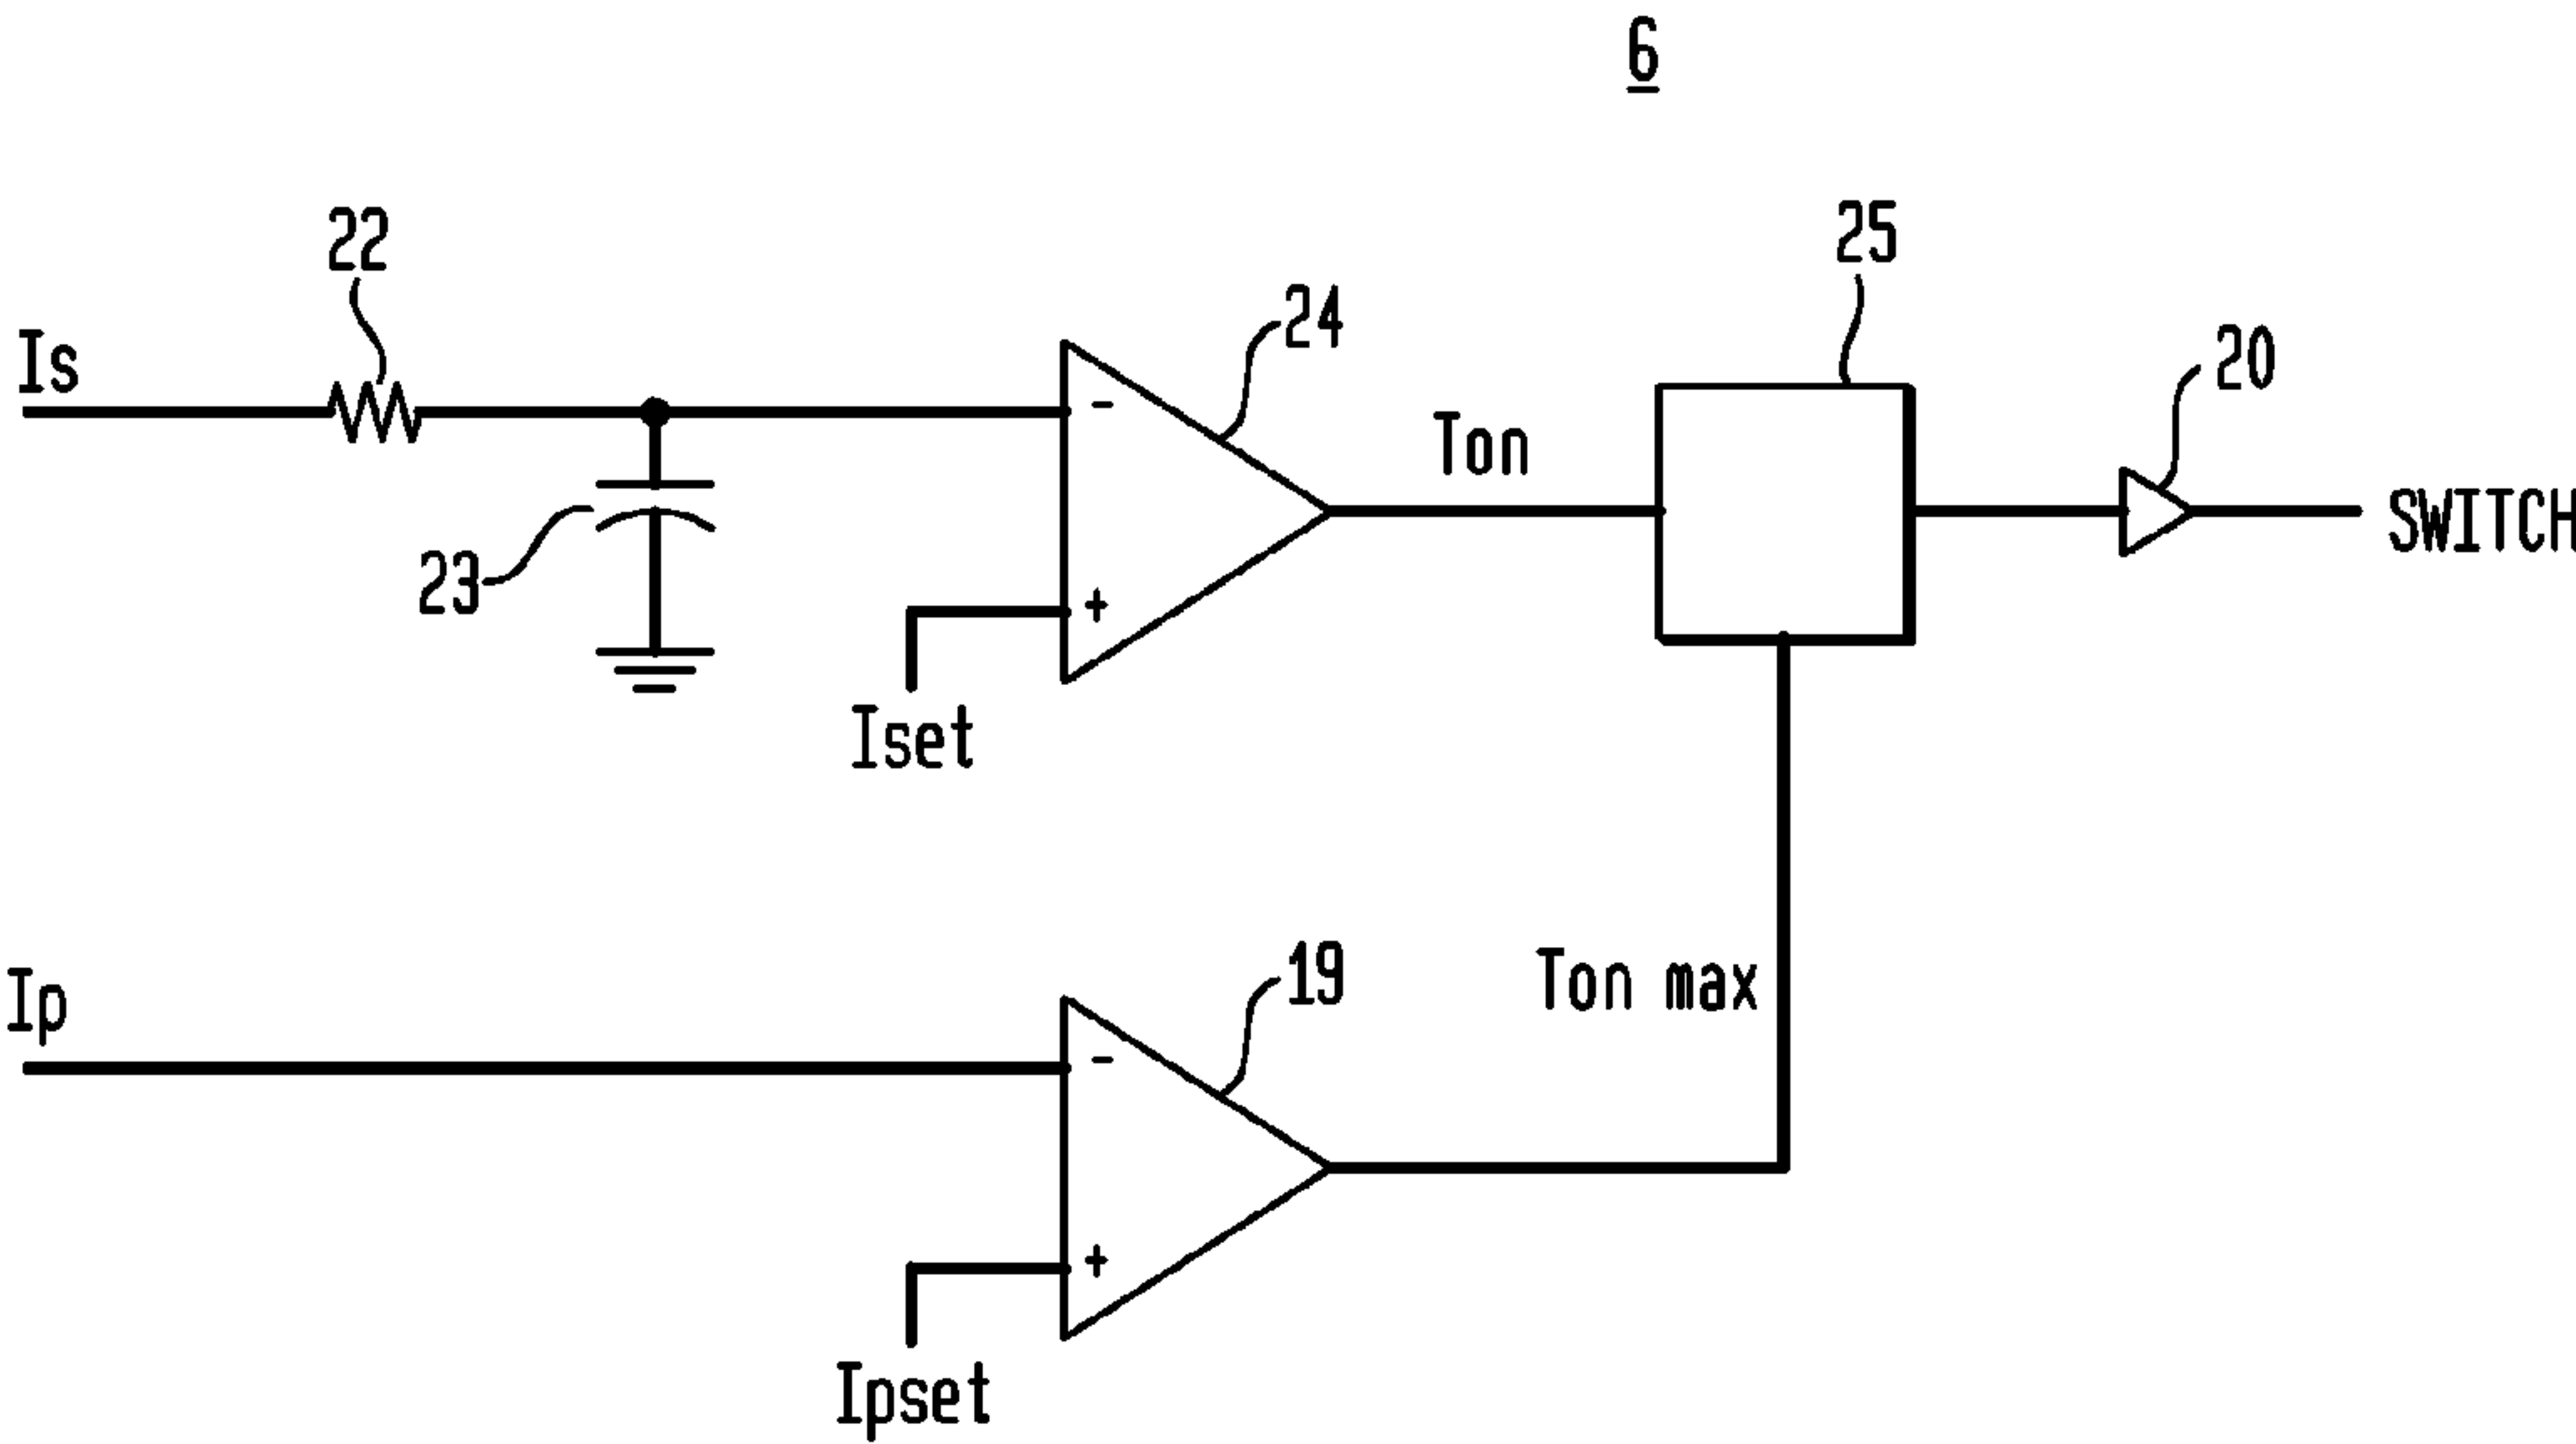 6
22
25
24
20
Is
Ton
SWITCH
-
23
+
Iset
19
Ip
Ton max
-
+
Ipset